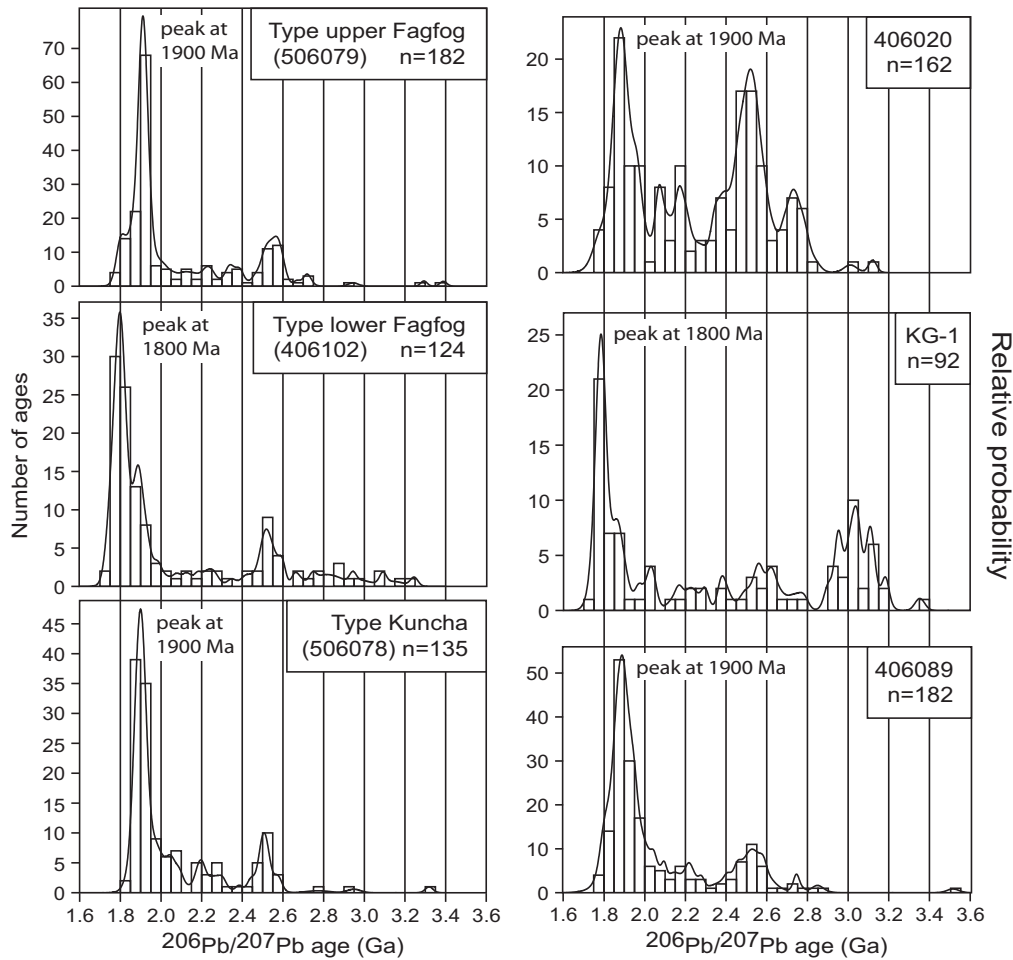 peak at
1900 Ma
Type upper Fagfog
(506079) n=182
70
60
50
40
30
20
10
0
peak at
1800 Ma
Type lower Fagfog
(406102) n=124
35
30
25
20
15
10
5
0
peak at
1900 Ma
Type Kuncha
(506078) n=135
45
40
35
30
25
20
15
10
5
0
Number of ages
1.6 1.8 2.0 2.2 2.4 2.6 2.8 3.0 3.2 3.4 3.6
206Pb/207Pb age (Ga)
peak at 1900 Ma
406020
n=162
20
15
10
5
0
peak at 1800 Ma
KG-1
n=92
25
20
15
10
5
0
peak at 1900 Ma
406089
n=182
50
40
30
20
10
0
1.6 1.8 2.0 2.2 2.4 2.6 2.8 3.0 3.2 3.4 3.6
206Pb/207Pb age (Ga)
Relative probability